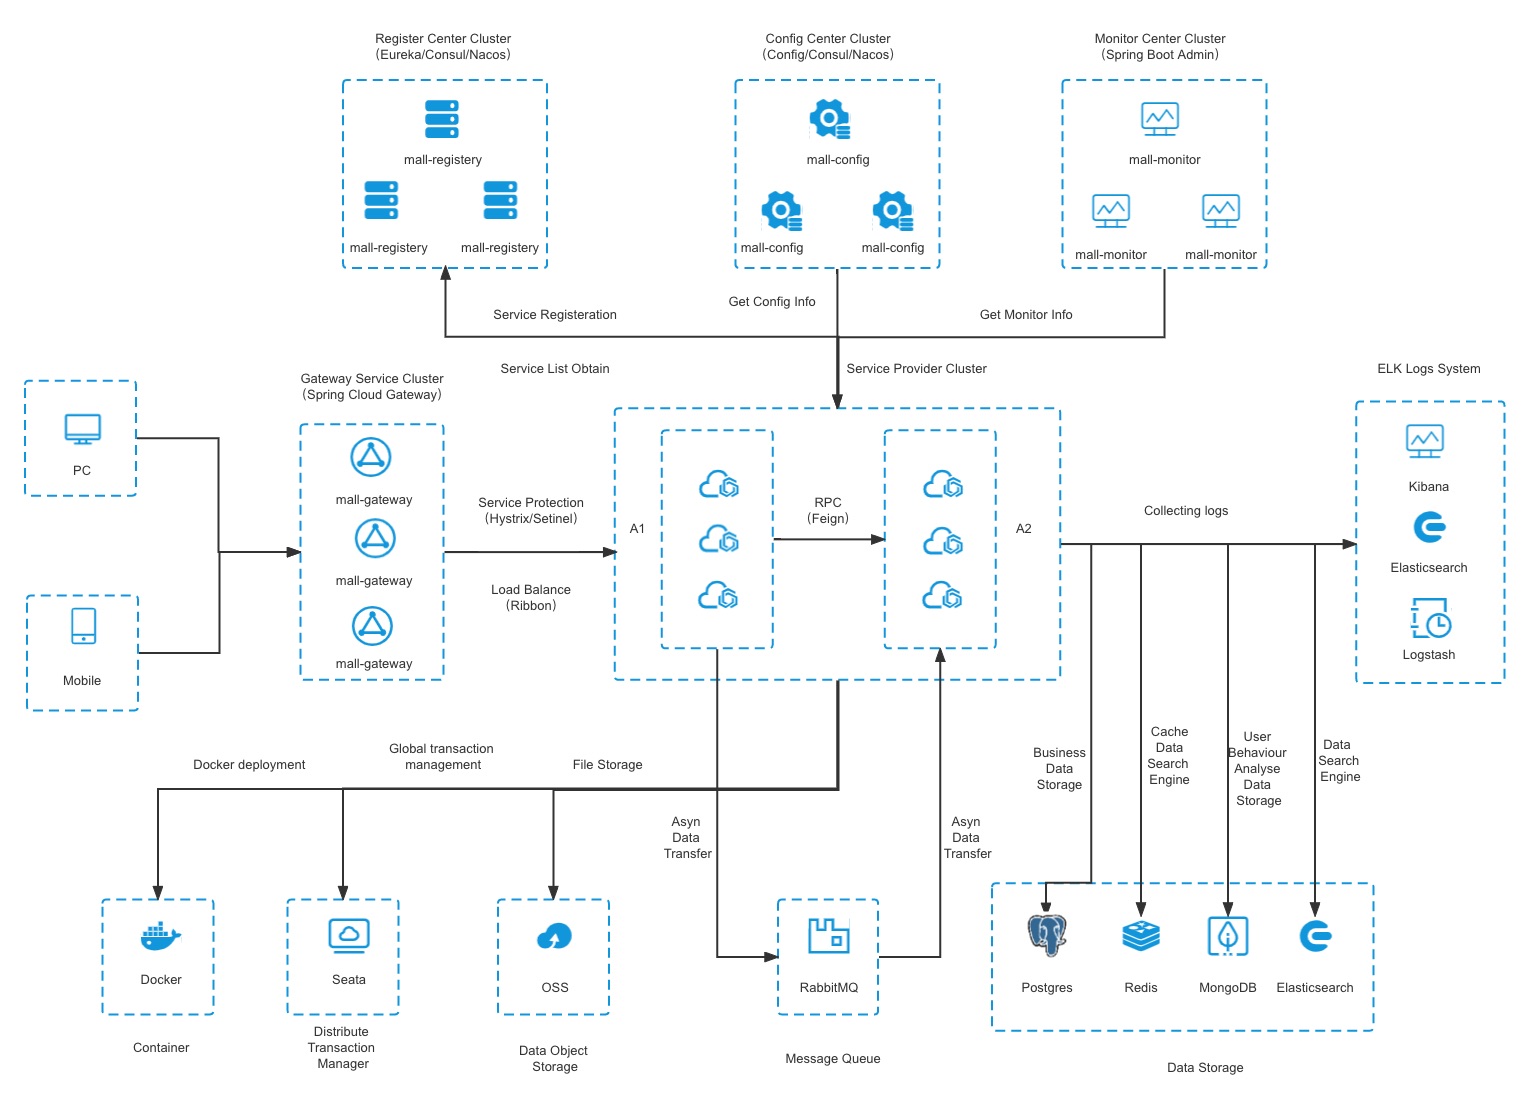 Register Center Cluster
(Eureka/Consul/Nacos)
Config Center Cluster
(Config/Consul/Nacos)
Monitor Center Cluster
(Spring Boot Admin)
mall-registery
mall-registery
mall-registery
mall-config
mall-config
mall-config
mall-monitor
mall-monitor
mall-monitor
Service Registeration
Get Config Info
Get Monitor Info
Service List Obtain
Service Provider Cluster
ELK Logs System
Gateway Service Cluster
(Spring Cloud Gateway)
PC
Mobile
mall-gateway
mall-gateway
mall-gateway
Service Protection
(Hystrix/Setinel)
Load Balance
(Ribbon)
A1
RPC
(Feign)
A2
Collecting logs
Kibana
Elasticsearch
Logstash
Docker deployment
Global transaction
management
File Storage
Asyn
Data
Transfer
Asyn
Data
Transfer
Business
Data
Storage
Cache
Data
Search
Engine
User
Behaviour
Analyse
Data
Storage
Data
Search
Engine
Docker
Seata
OSS
RabbitMQ
Postgres
Redis
MongoDB
Elasticsearch
Container
Distribute
Transaction
Manager
Data Object
Storage
Message Queue
Data Storage